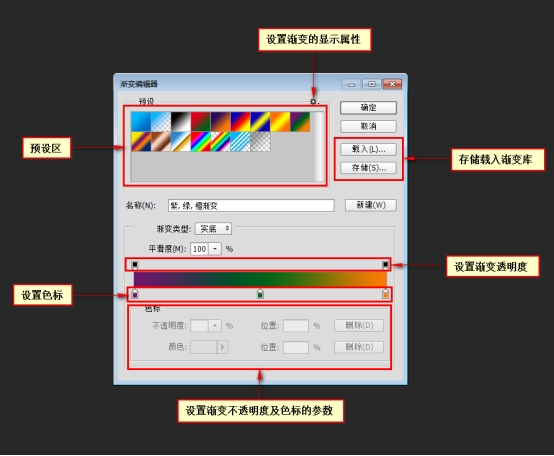 设置渐变的显示属性
渐变编辑器
预设
确定
取消
载入(L)...
存储(S)...
预设区
存储载入渐变库
名称(N): 紫,绿,橙渐变 新建(W)
渐变类型: 实底
平滑度(M): 100 %
设置渐变透明度
设置色标
色标
不透明度: % 位置: % 删除(D)
颜色: 位置: % 删除(D)
设置渐变不透明度及色标的参数